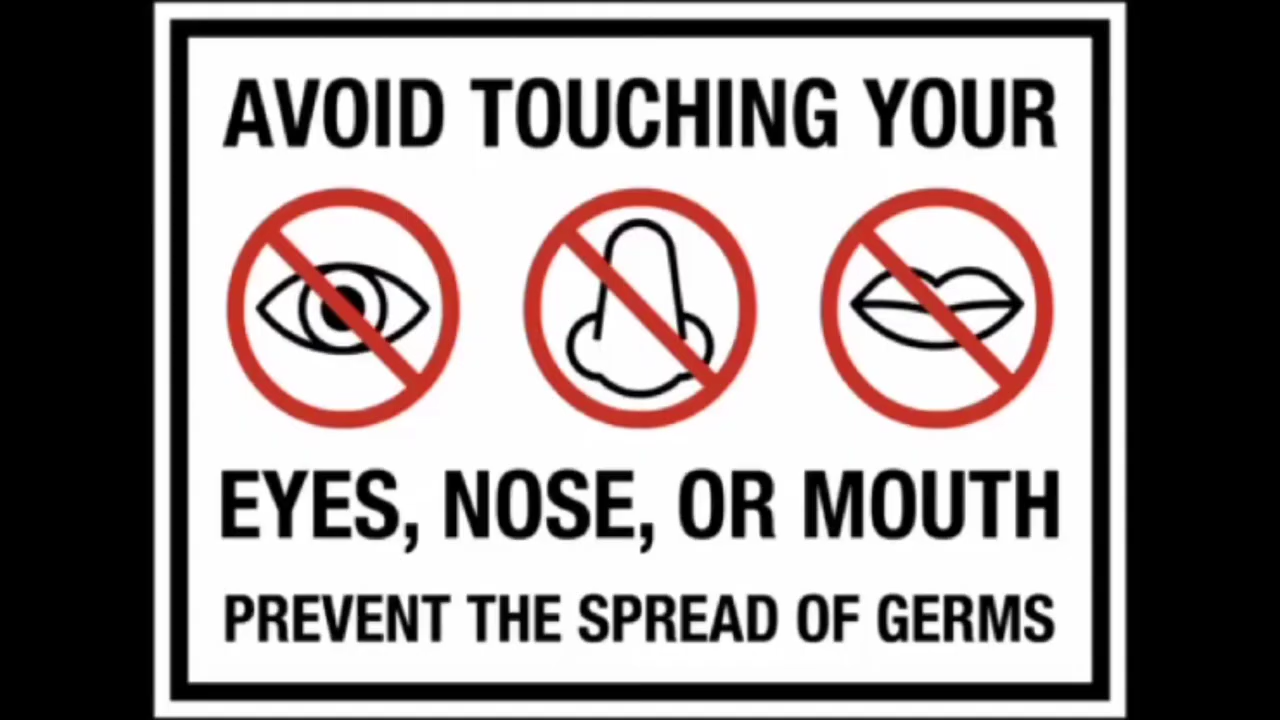 AVOID TOUCHING YOUR
EYES, NOSE, OR MOUTH
PREVENT THE SPREAD OF GERMS